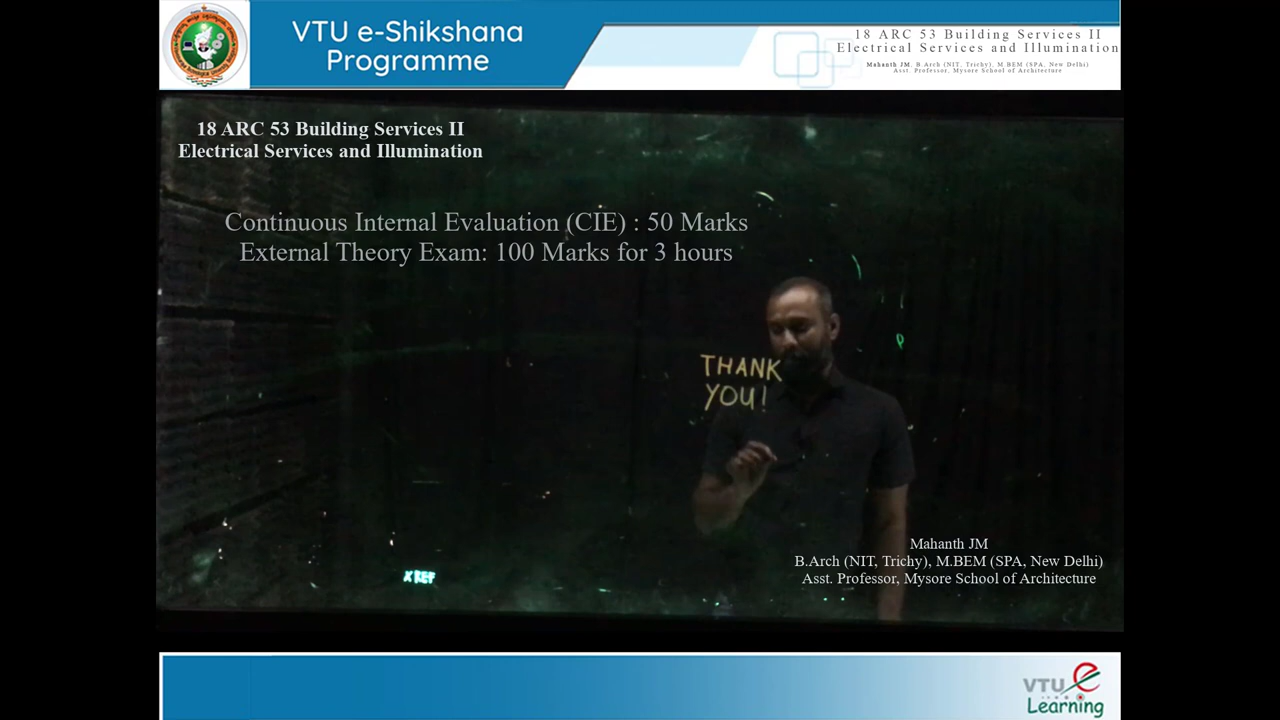 VTU e-Shikshana
Programme
18 ARC 53 Building Services II
Electrical Services and Illumination
Mahanth JM, B.Arch (NIT, Trichy), M.BEM (SPA, New Delhi)
Asst. Professor, Mysore School of Architecture
18 ARC 53 Building Services II
Electrical Services and Illumination
Continuous Internal Evaluation (CIE) : 50 Marks
External Theory Exam: 100 Marks for 3 hours
THANK
YOU!
Mahanth JM
B.Arch (NIT, Trichy), M.BEM (SPA, New Delhi)
Asst. Professor, Mysore School of Architecture
XREF
VTU e
Learning